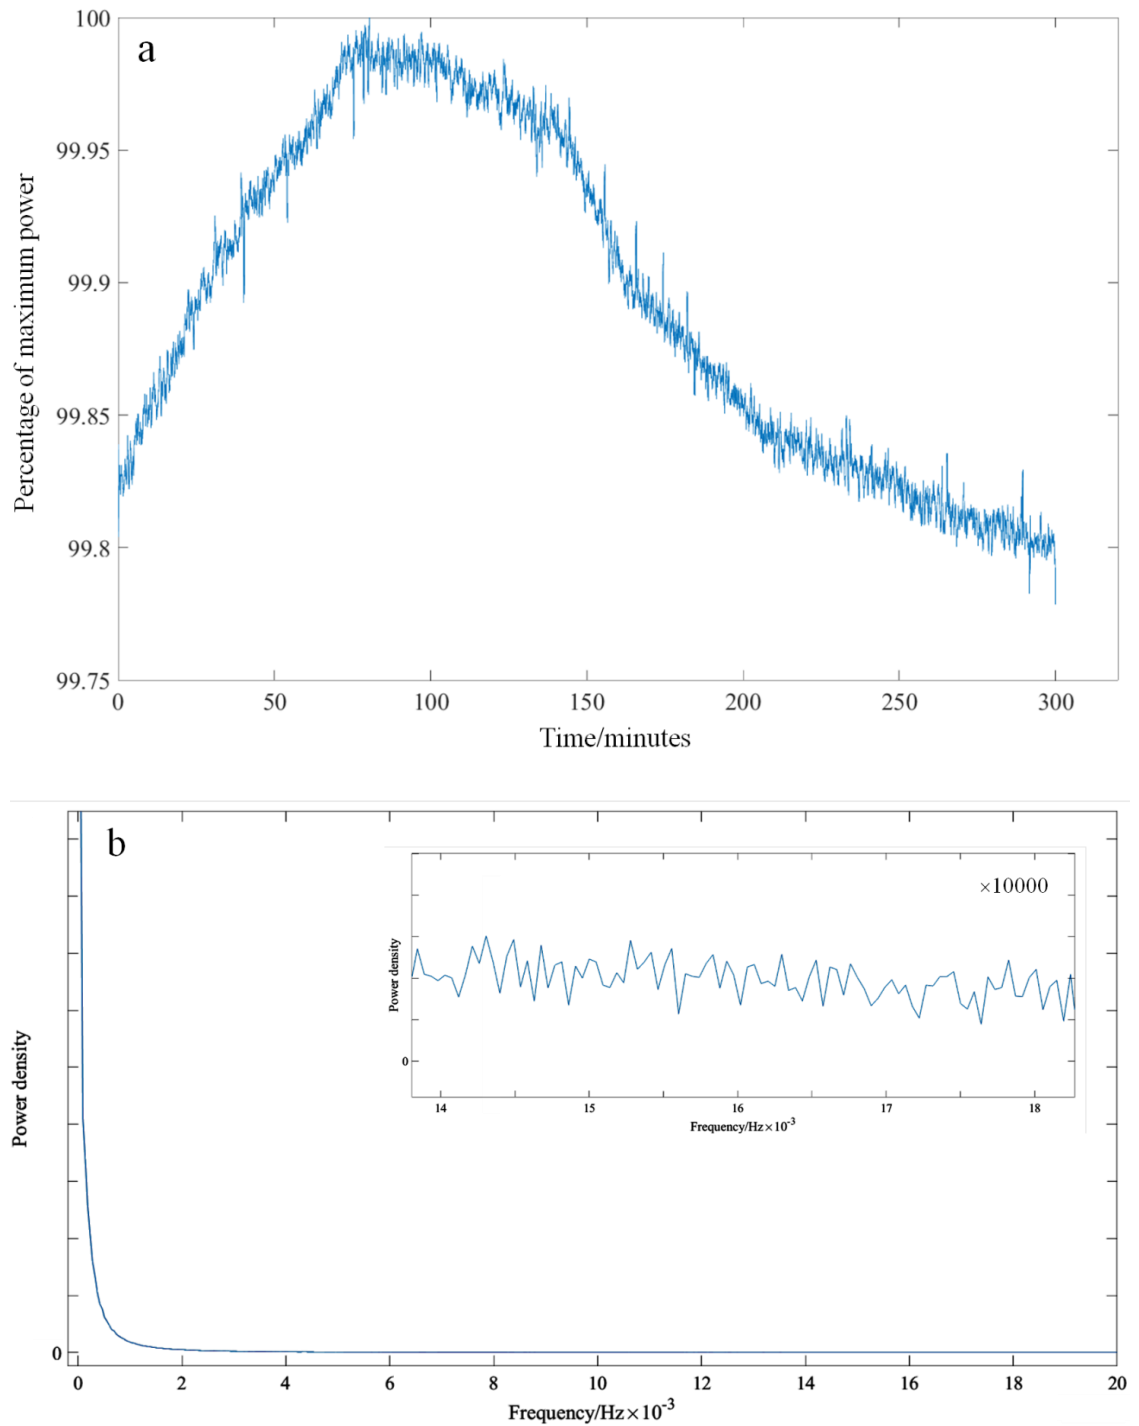 a
100
99.95
99.9
99.85
99.8
99.75
Percentage of maximum power
0 50 100 150 200 250 300
Time/minutes
b
×10000
Power density
0
14 15 16 17 18
Frequency/Hz×10⁻³
Power density
0
0 2 4 6 8 10 12 14 16 18 20
Frequency/Hz×10⁻³